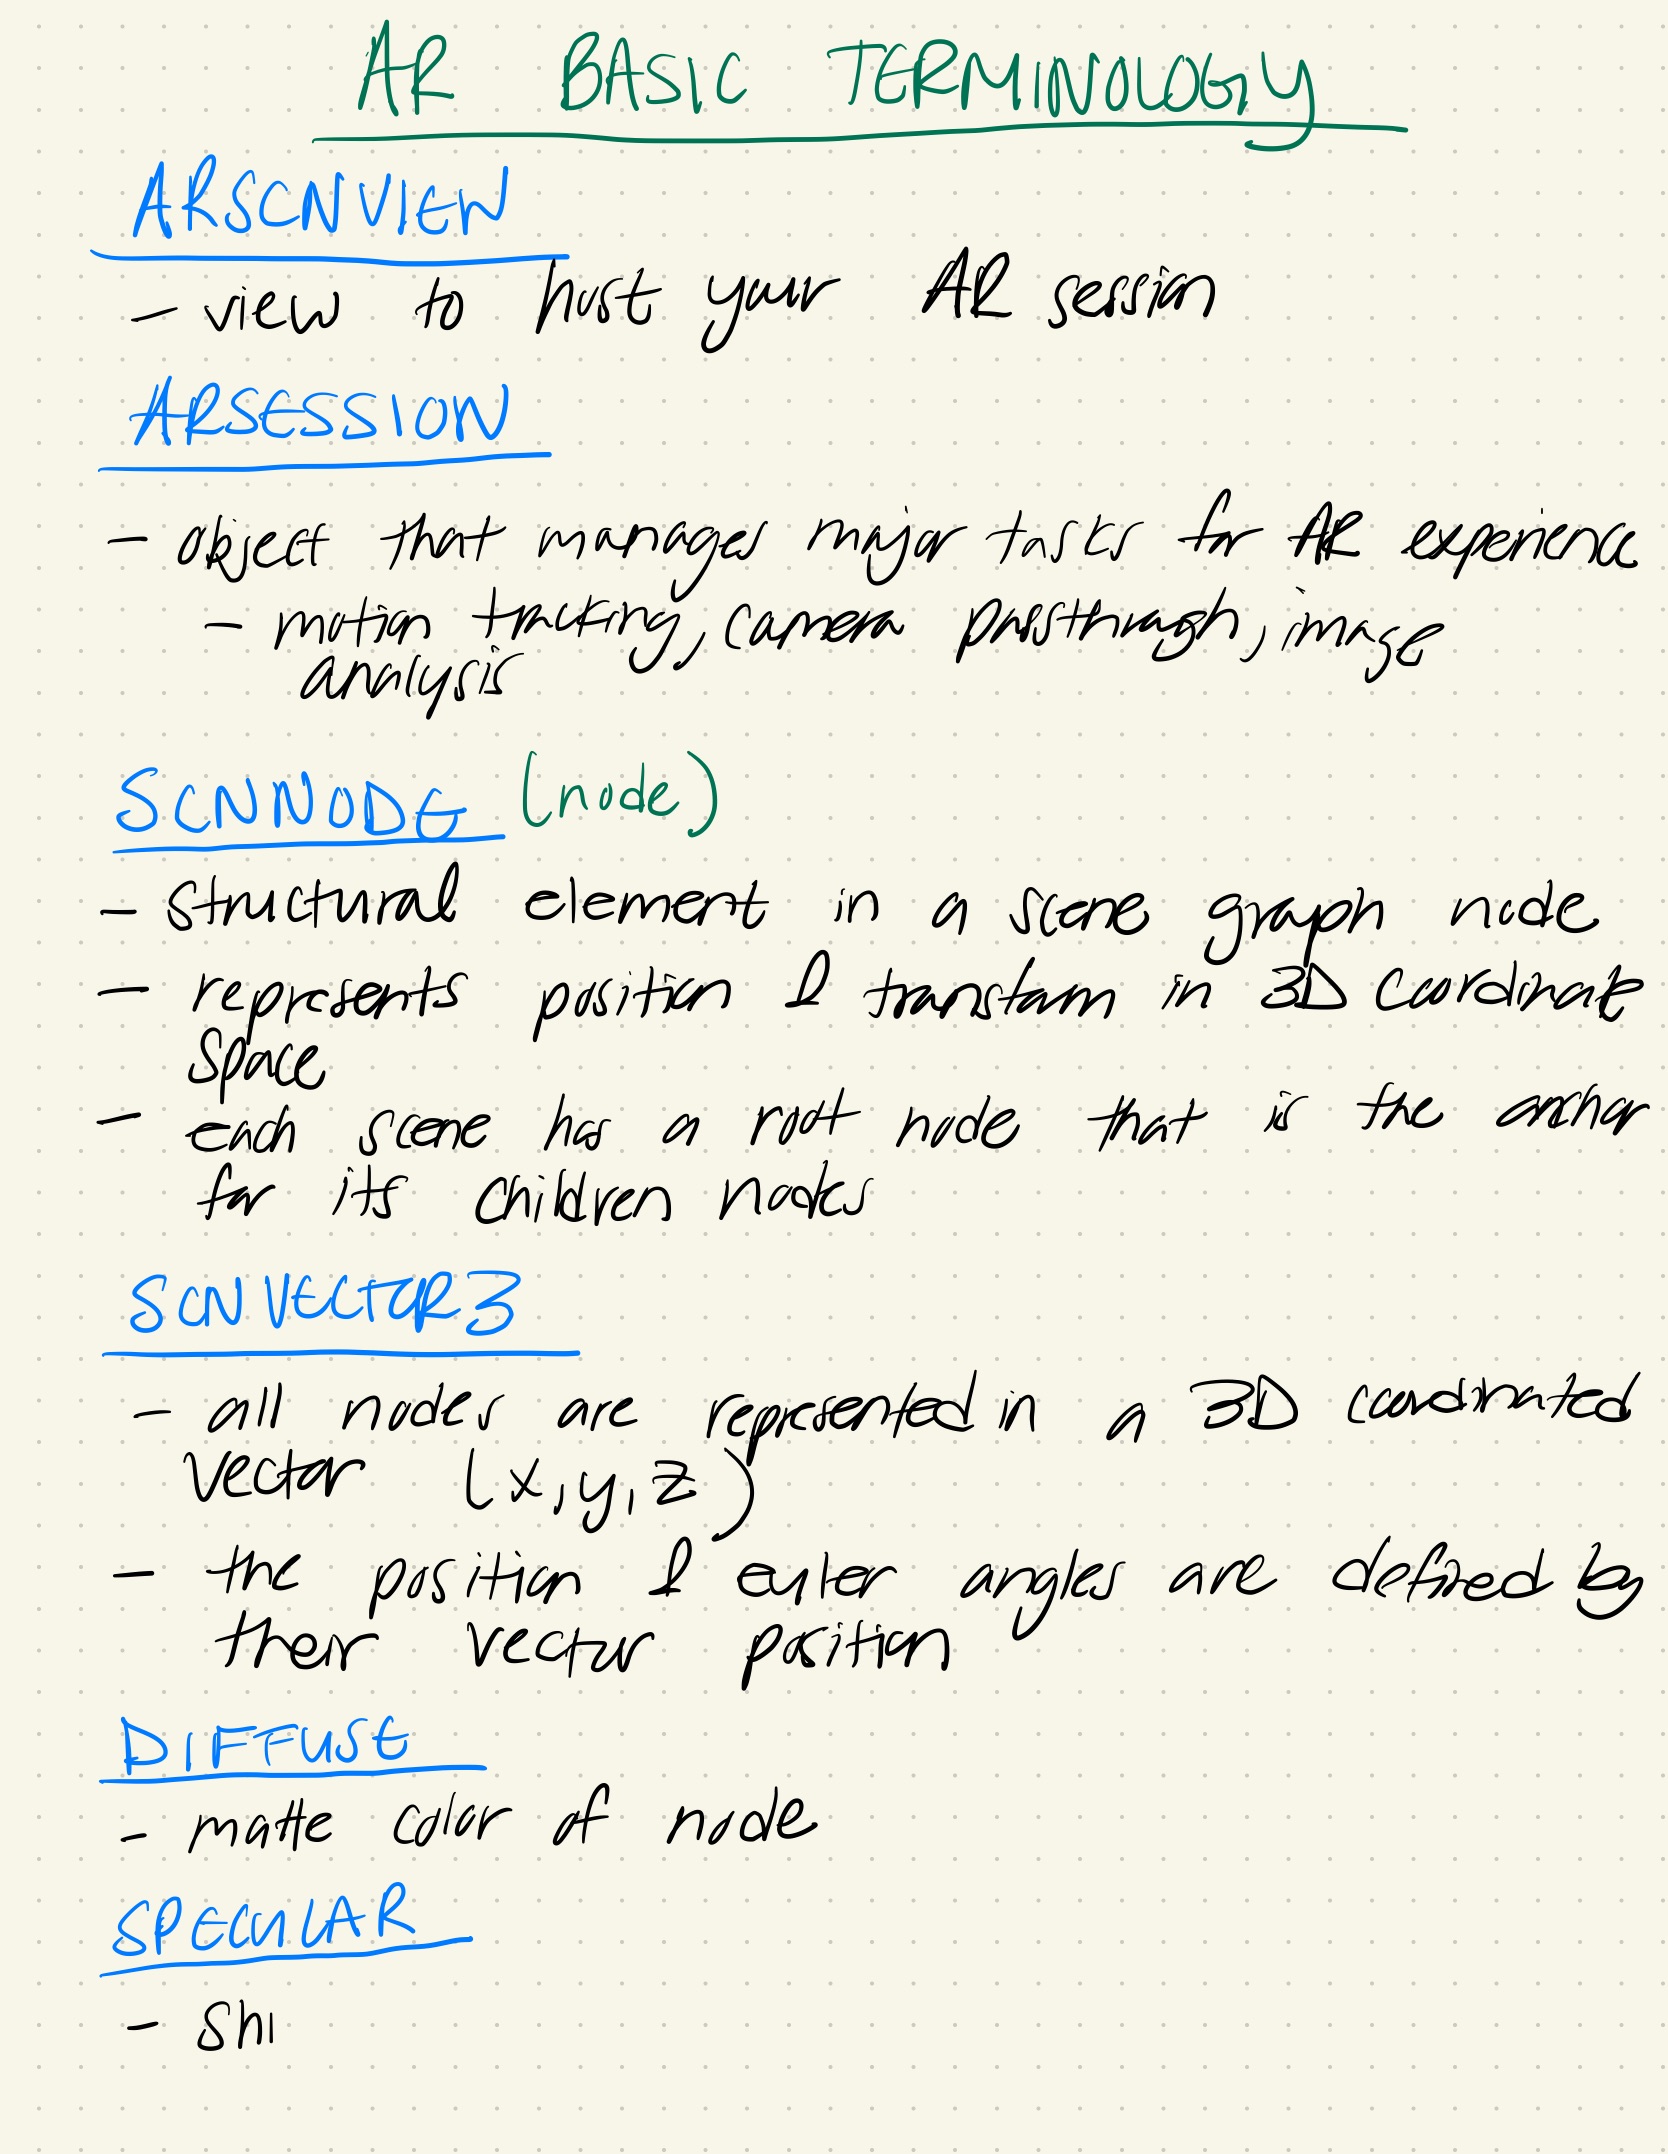 AR BASIC TERMINOLOGY
ARSCNVIEW
- view to host your AR session
ARSESSION
- object that manages major tasks for AR experience
- motion tracking, camera passthrough, image
analysis
SCNNODE (node)
- structural element in a scene graph node
- represents position & transform in 3D coordinate
space
- each scene has a root node that is the anchor
for its children nodes
SCNVECTOR3
- all nodes are represented in a 3D coordinated
vector (x, y, z)
- the position & euler angles are defined by
their vector position
DIFFUSE
- matte color of node
SPECULAR
- shi